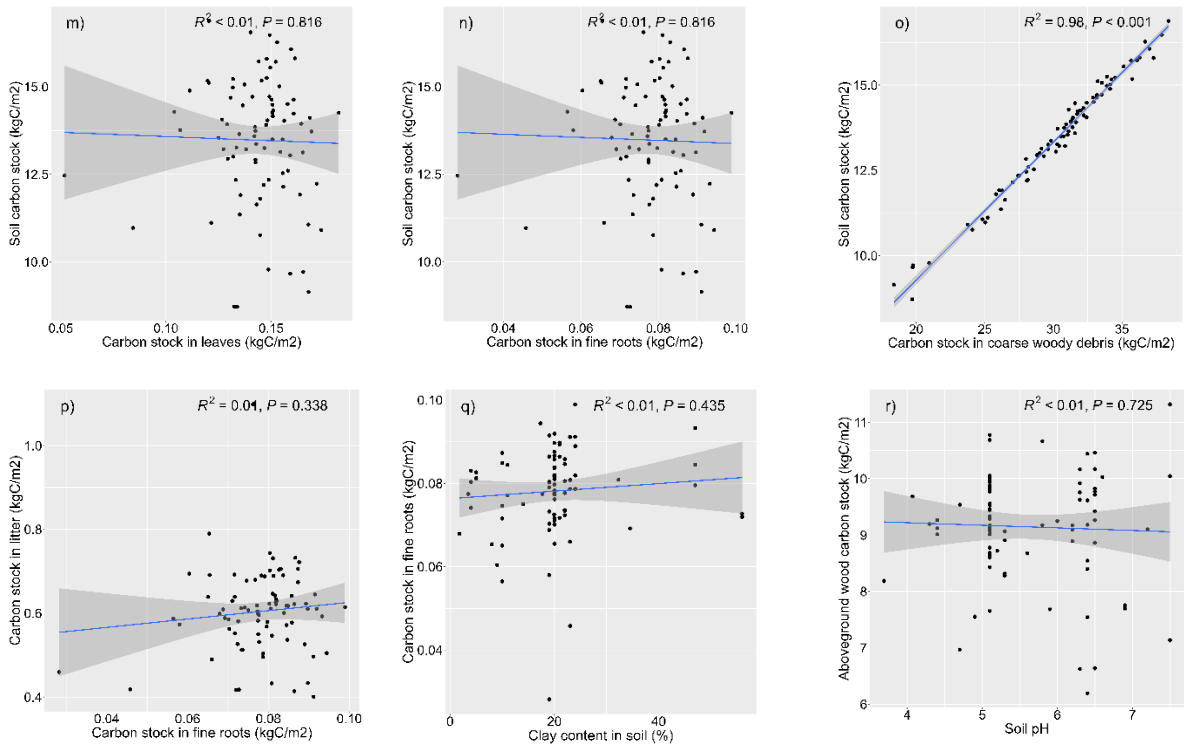 m)
R² < 0.01, P = 0.816
Soil carbon stock (kgC/m2)
15.0
12.5
10.0
0.05
0.10
0.15
Carbon stock in leaves (kgC/m2)
n)
R² < 0.01, P = 0.816
Soil carbon stock (kgC/m2)
15.0
12.5
10.0
0.04
0.06
0.08
0.10
Carbon stock in fine roots (kgC/m2)
o)
R² = 0.98, P < 0.001
Soil carbon stock (kgC/m2)
15.0
12.5
10.0
20
25
30
35
Carbon stock in coarse woody debris (kgC/m2)
p)
R² = 0.01, P = 0.338
Carbon stock in litter (kgC/m2)
1.0
0.8
0.6
0.4
0.04
0.06
0.08
0.10
Carbon stock in fine roots (kgC/m2)
q)
R² < 0.01, P = 0.435
Carbon stock in fine roots (kgC/m2)
0.10
0.08
0.06
0.04
0
20
40
Clay content in soil (%)
r)
R² < 0.01, P = 0.725
Aboveground wood carbon stock (kgC/m2)
11
10
9
8
7
6
4
5
6
7
Soil pH